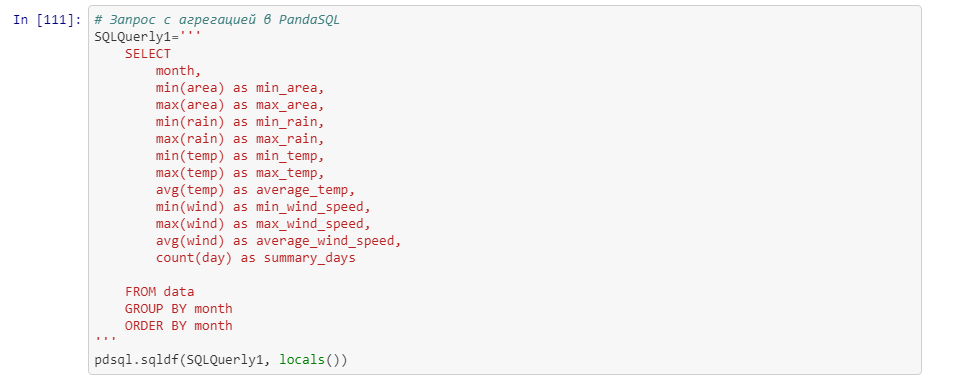 In [111]: # Запрос с агрегацией в PandaSQL
SQLQuerly1='''
    SELECT
        month,
        min(area) as min_area,
        max(area) as max_area,
        min(rain) as min_rain,
        max(rain) as max_rain,
        min(temp) as min_temp,
        max(temp) as max_temp,
        avg(temp) as average_temp,
        min(wind) as min_wind_speed,
        max(wind) as max_wind_speed,
        avg(wind) as average_wind_speed,
        count(day) as summary_days

    FROM data
    GROUP BY month
    ORDER BY month
'''
pdsql.sqldf(SQLQuerly1, locals())